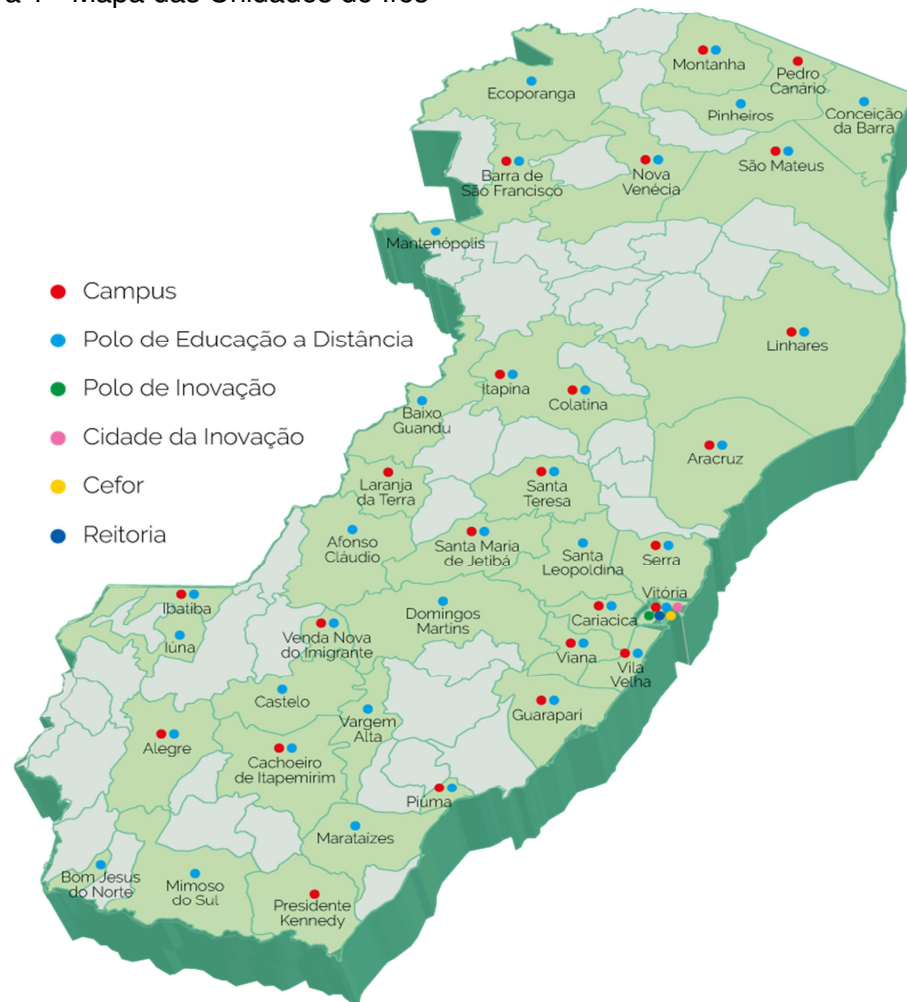 Mapa das Unidades do Ifes
Montanha
Pedro
Canário
Ecoporanga
Pinheiros
Conceição
da Barra
Barra de
São Francisco
Nova
Venécia
São Mateus
Mantenópolis
Campus
Polo de Educação a Distância
Polo de Inovação
Cidade da Inovação
Cefor
Reitoria
Linhares
Itapina
Colatina
Baixo
Guandu
Aracruz
Laranja
da Terra
Santa
Teresa
Afonso
Cláudio
Santa Maria
de Jetibá
Santa
Leopoldina
Serra
Vitória
Ibatiba
Iúna
Venda Nova
do Imigrante
Domingos
Martins
Cariacica
Viana
Vila
Velha
Castelo
Vargem
Alta
Guarapari
Alegre
Cachoeiro
de Itapemirim
Piúma
Marataízes
Bom Jesus
do Norte
Mimoso
do Sul
Presidente
Kennedy